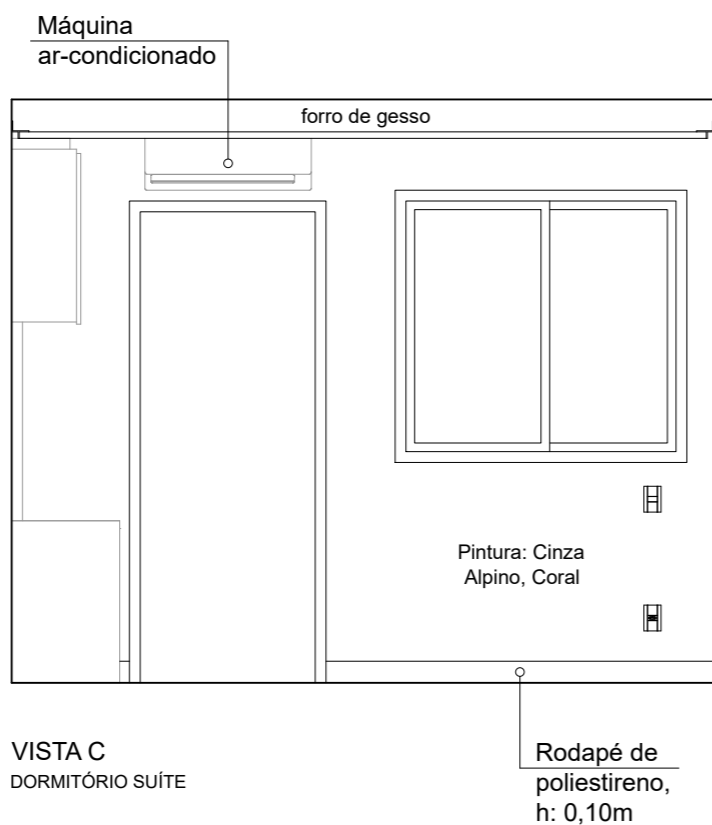 Máquina
ar-condicionado
forro de gesso
Pintura: Cinza
Alpino, Coral
VISTA C
DORMITÓRIO SUÍTE
Rodapé de
poliestireno,
h: 0,10m